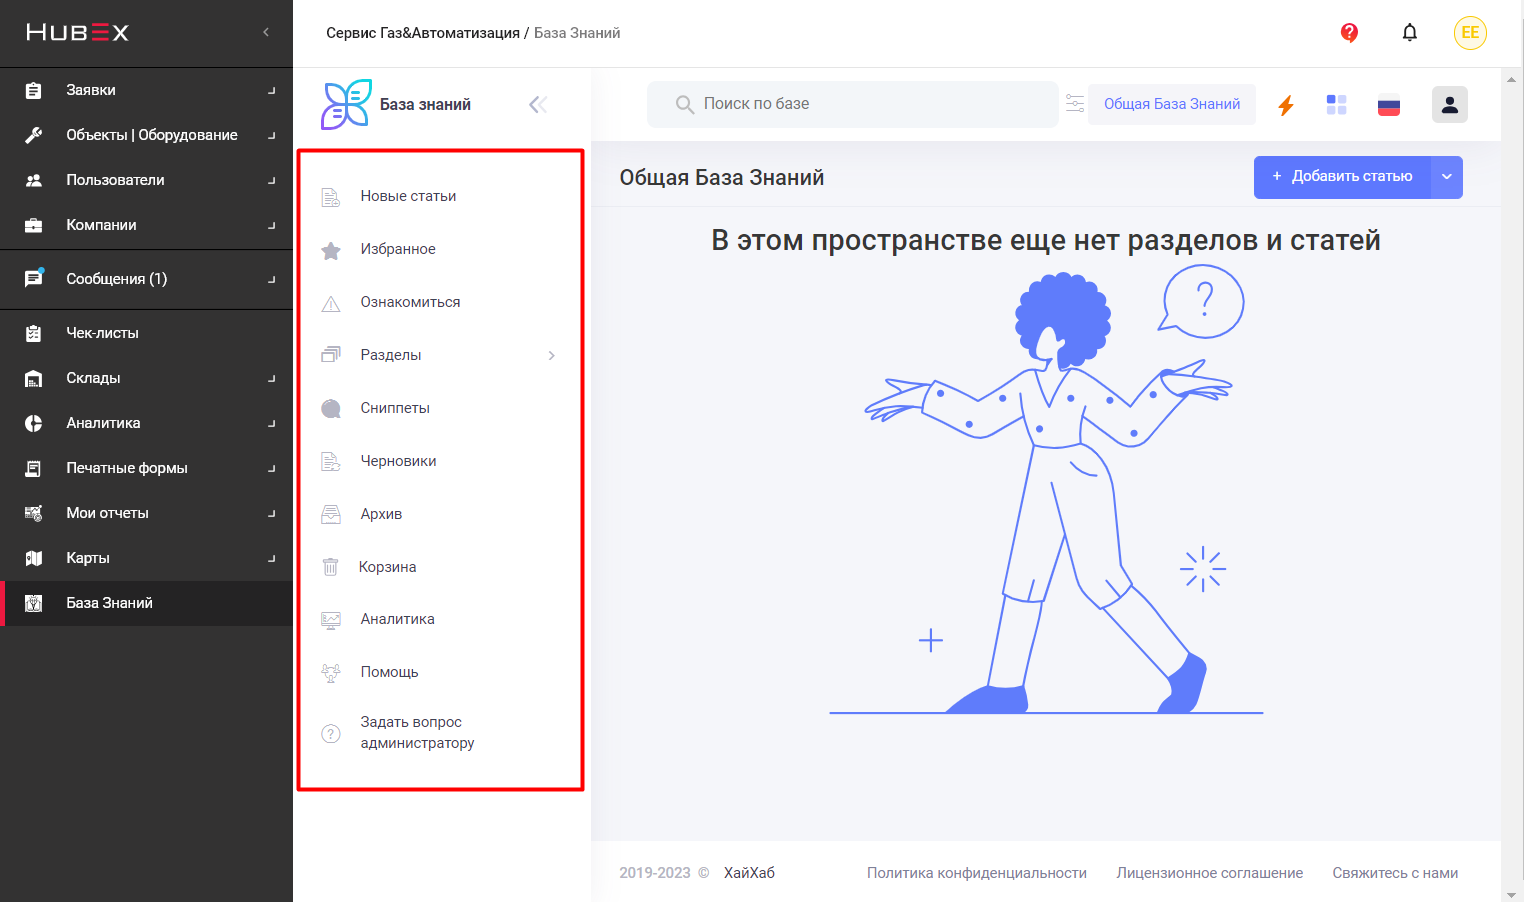 HUBEX
Сервис Газ&Автоматизация / База Знаний
EE
Заявки
Объекты | Оборудование
Пользователи
Компании
Сообщения (1)
Чек-листы
Склады
Аналитика
Печатные формы
Мои отчеты
Карты
База Знаний
База знаний
Новые статьи
Избранное
Ознакомиться
Разделы
Сниппеты
Черновики
Архив
Корзина
Аналитика
Помощь
? Задать вопрос
администратору
Поиск по базе
Общая База Знаний
Общая База Знаний
+ Добавить статью
В этом пространстве еще нет разделов и статей
?
2019-2023 © ХайХаб
Политика конфиденциальности
Лицензионное соглашение
Свяжитесь с нами